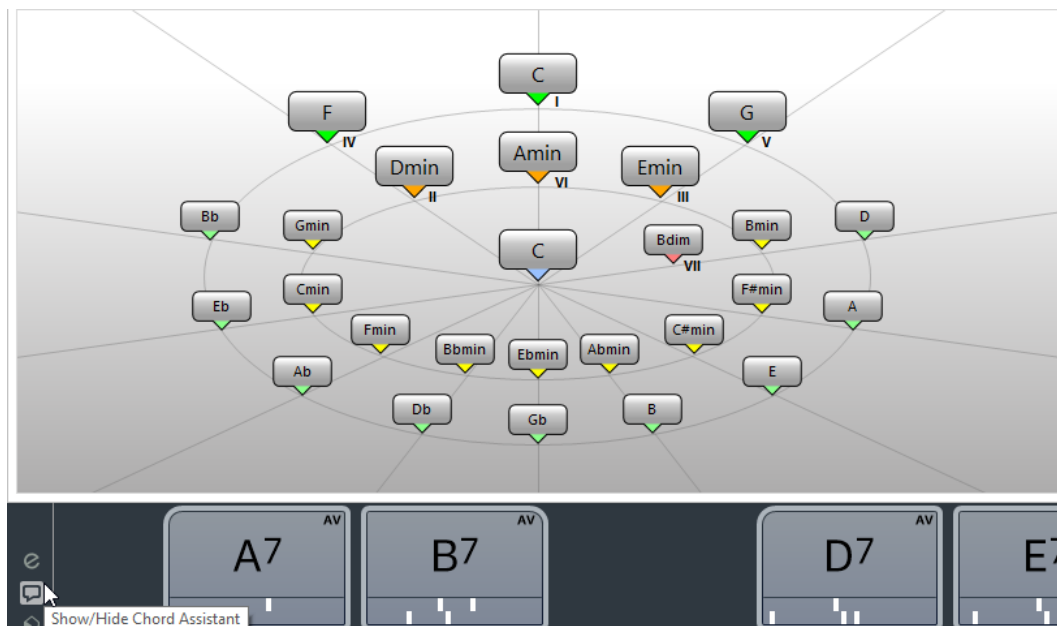 C
I
F
IV
G
V
Dmin
II
Amin
VI
Emin
III
Bb
Gmin
C
Bdim
VII
Bmin
D
Eb
Cmin
F#min
A
Fmin
C#min
Bbmin
Ebmin
Abmin
Ab
E
Db
Gb
B
AV
A7
AV
B7
AV
D7
E7
e
Show/Hide Chord Assistant